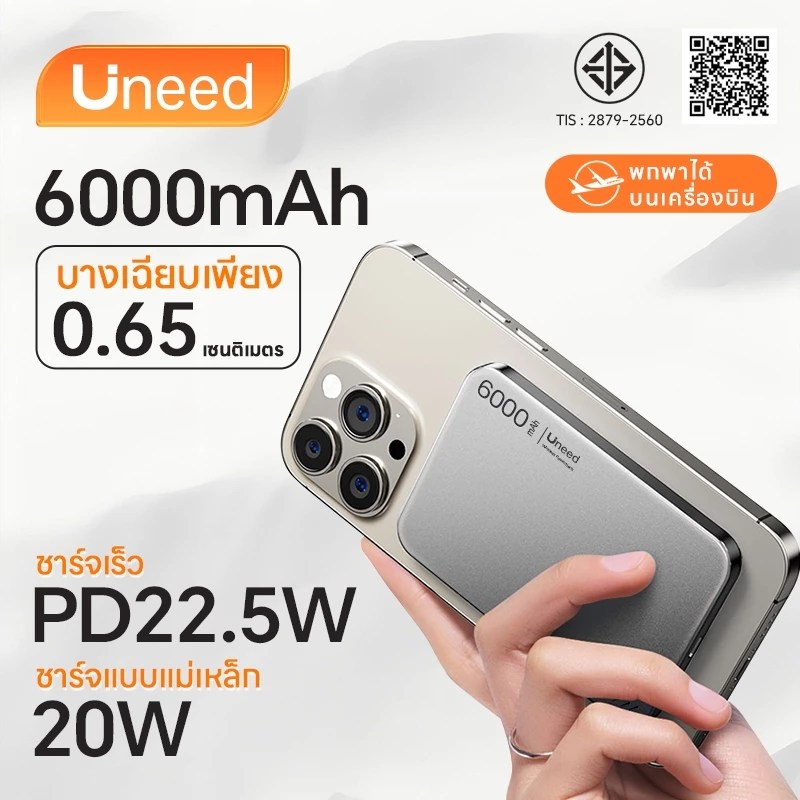 Uneed
TIS : 2879-2560
6000mAh
พกพาได้
บนเครื่องบิน
บางเฉียบเพียง
0.65 เซนติเมตร
6000 mAh Uneed
ชาร์จเร็ว
PD22.5W
ชาร์จแบบแม่เหล็ก
20W